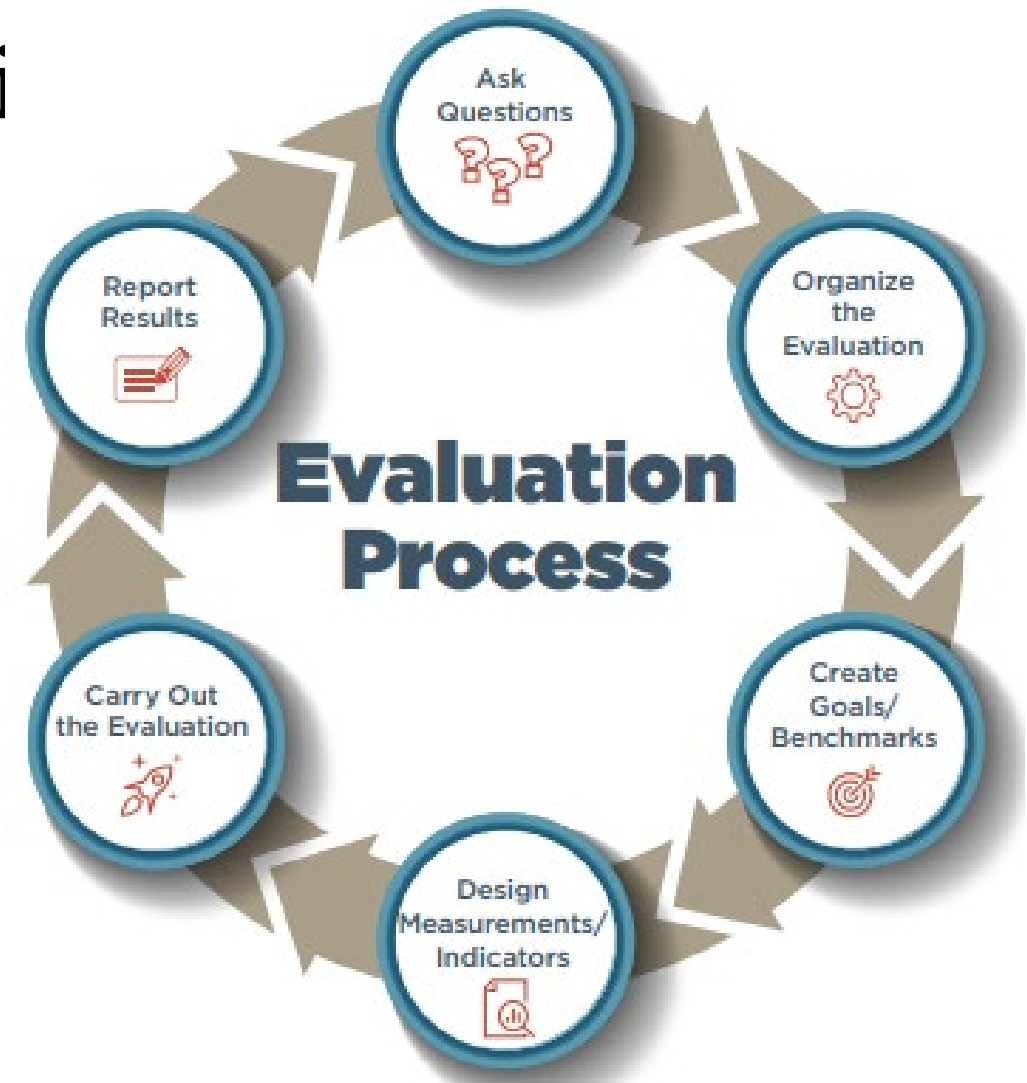 Evaluation
Process
Ask
Questions
Organize
the
Evaluation
Create
Goals/
Benchmarks
Design
Measurements/
Indicators
Carry Out
the Evaluation
Report
Results